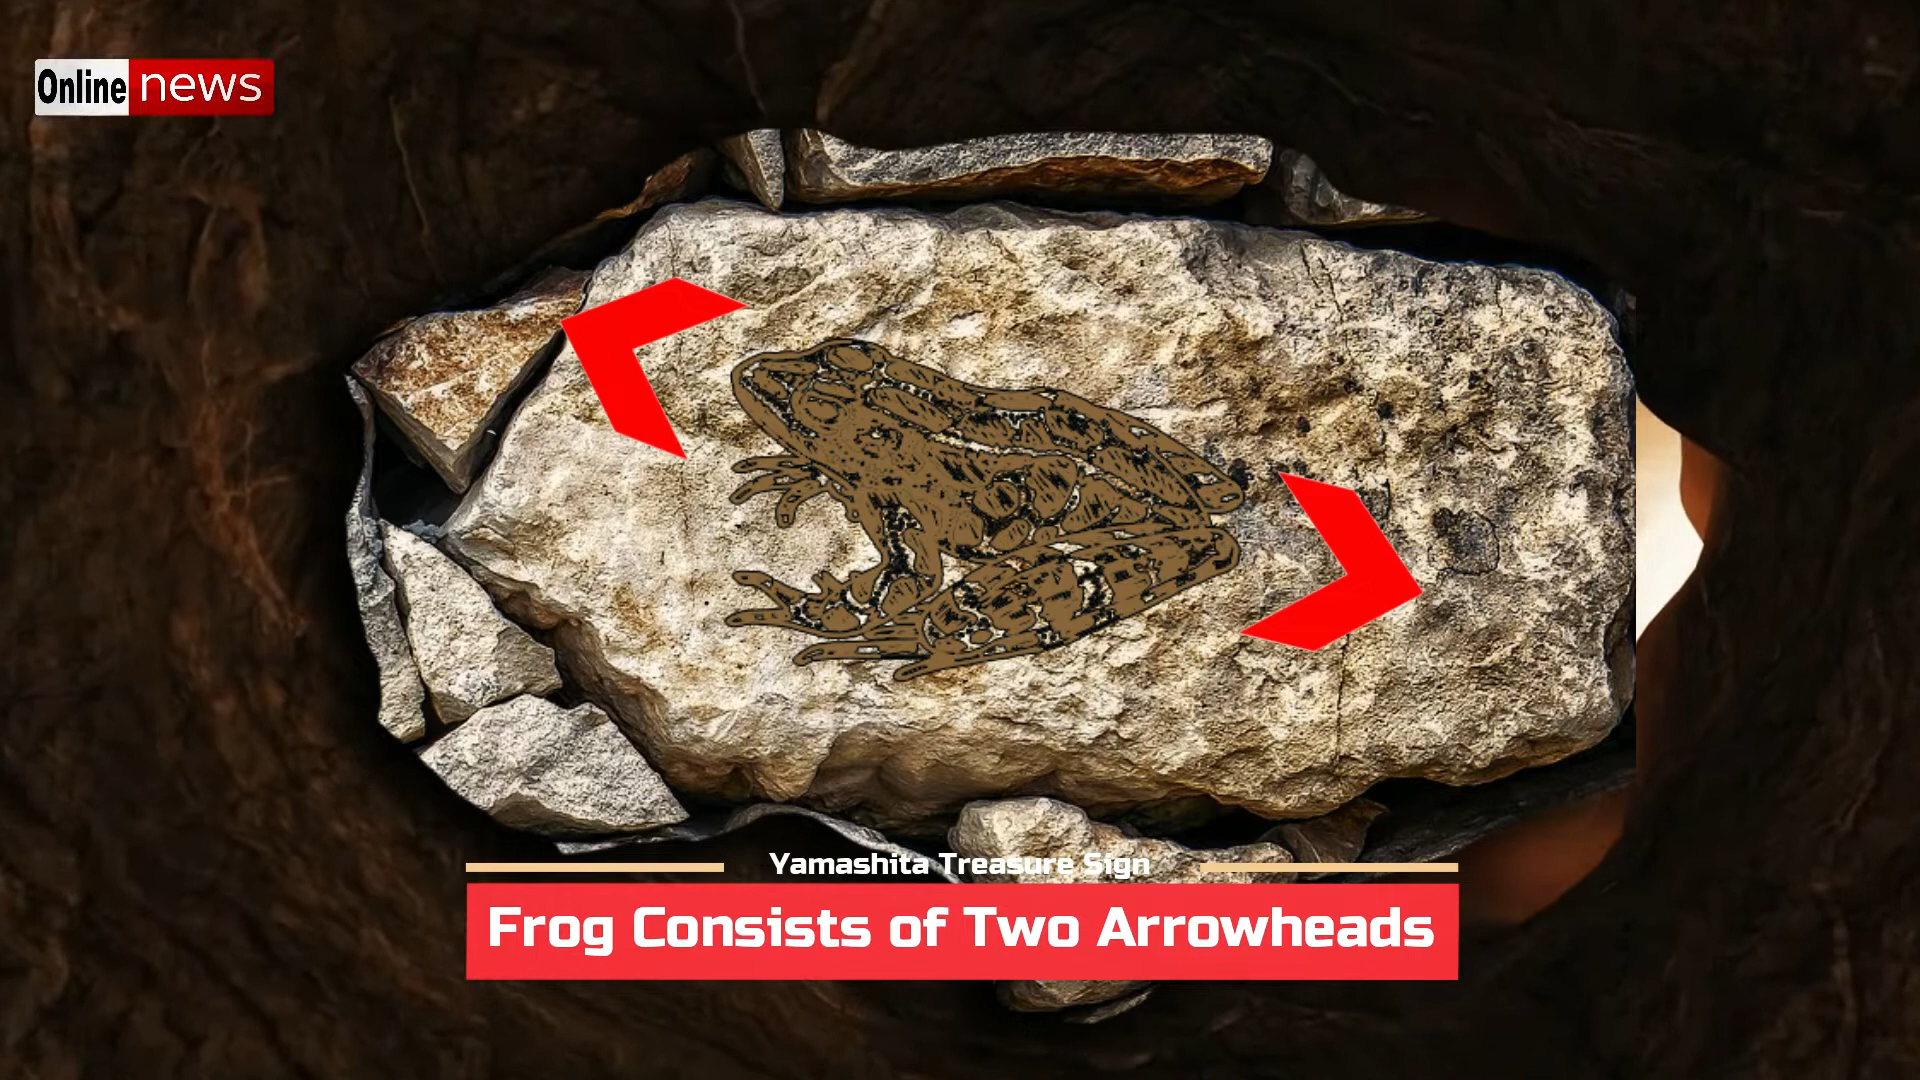 Online news
Yamashita Treasure Sign
Frog Consists of Two Arrowheads